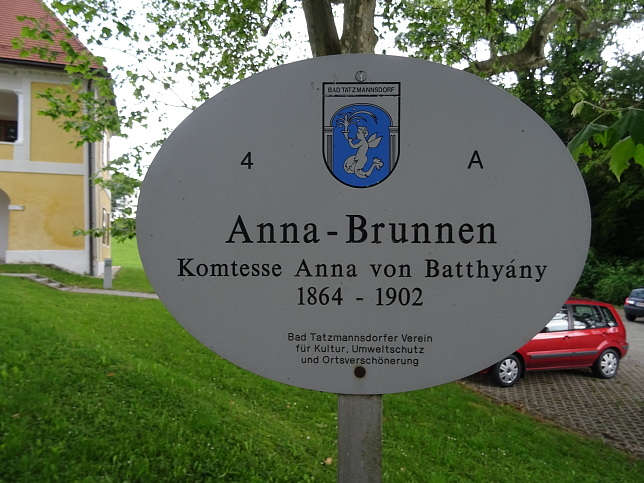 BAD TATZMANNSDORF
4 A
Anna-Brunnen
Komtesse Anna von Batthyány
1864 - 1902
Bad Tatzmannsdorfer Verein
für Kultur, Umweltschutz
und Ortsverschönerung